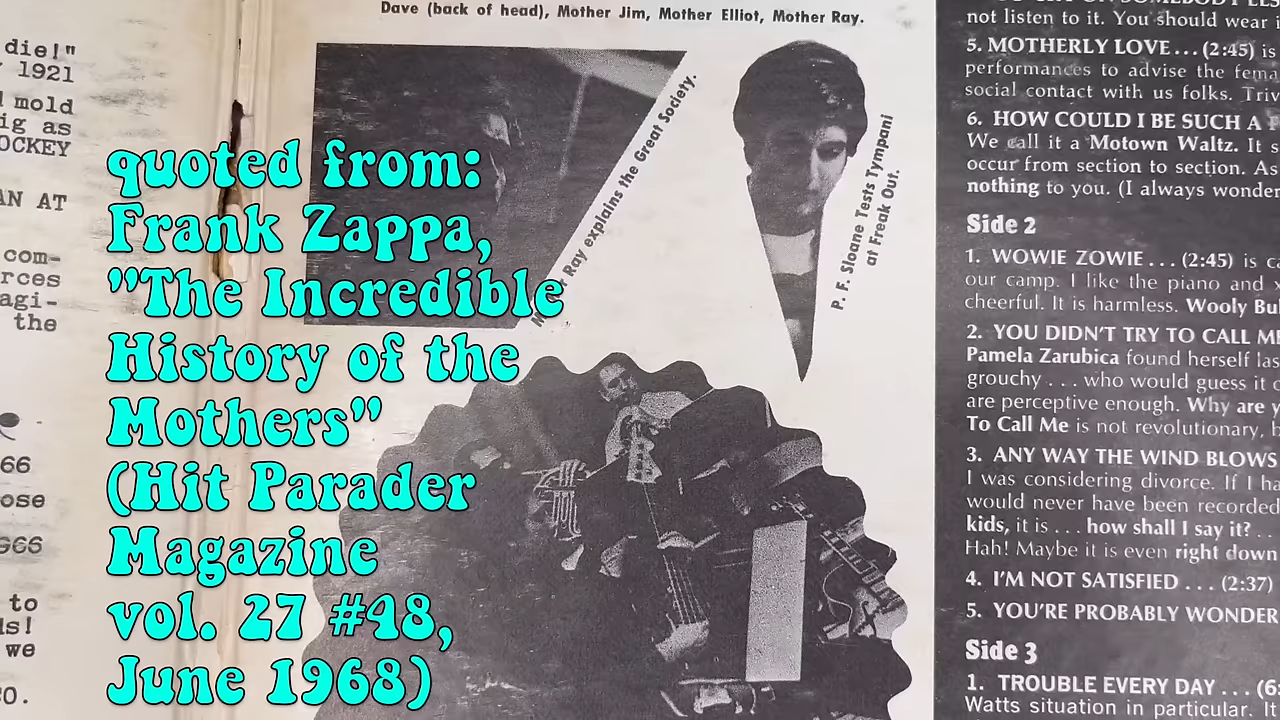 Dave (back of head), Mother Jim, Mother Elliot, Mother Ray.
die!"
1921
mold
ig as
OCKEY
AN AT
com-
rces
agi-
the
66
ose
966
to
ls!
we
quoted from:
Frank Zappa,
"The Incredible
History of the
Mothers"
(Hit Parader
Magazine
vol. 27 #48,
June 1968)
Ray explains the Great Society.
P. F. Sloane Tests Tympani
at Freak Out.
not listen to it. You should wear
5. MOTHERLY LOVE . . . (2:45) is
performances to advise the fema
social contact with us folks. Triv
6. HOW COULD I BE SUCH A
We call it a Motown Waltz. It s
occur from section to section. As
nothing to you. (I always wonder
Side 2
1. WOWIE ZOWIE . . . (2:45) is ca
our camp. I like the piano and x
cheerful. It is harmless. Wooly Bu
2. YOU DIDN'T TRY TO CALL ME
Pamela Zarubica found herself las
grouchy . . . who would guess it
are perceptive enough. Why are y
To Call Me is not revolutionary, b
3. ANY WAY THE WIND BLOWS
I was considering divorce. If I ha
would never have been recorded
kids, it is . . . how shall I say it? . .
Hah! Maybe it is even right down
4. I'M NOT SATISFIED . . . (2:37)
5. YOU'RE PROBABLY WONDER
Side 3
1. TROUBLE EVERY DAY . . . (6:
Watts situation in particular. It